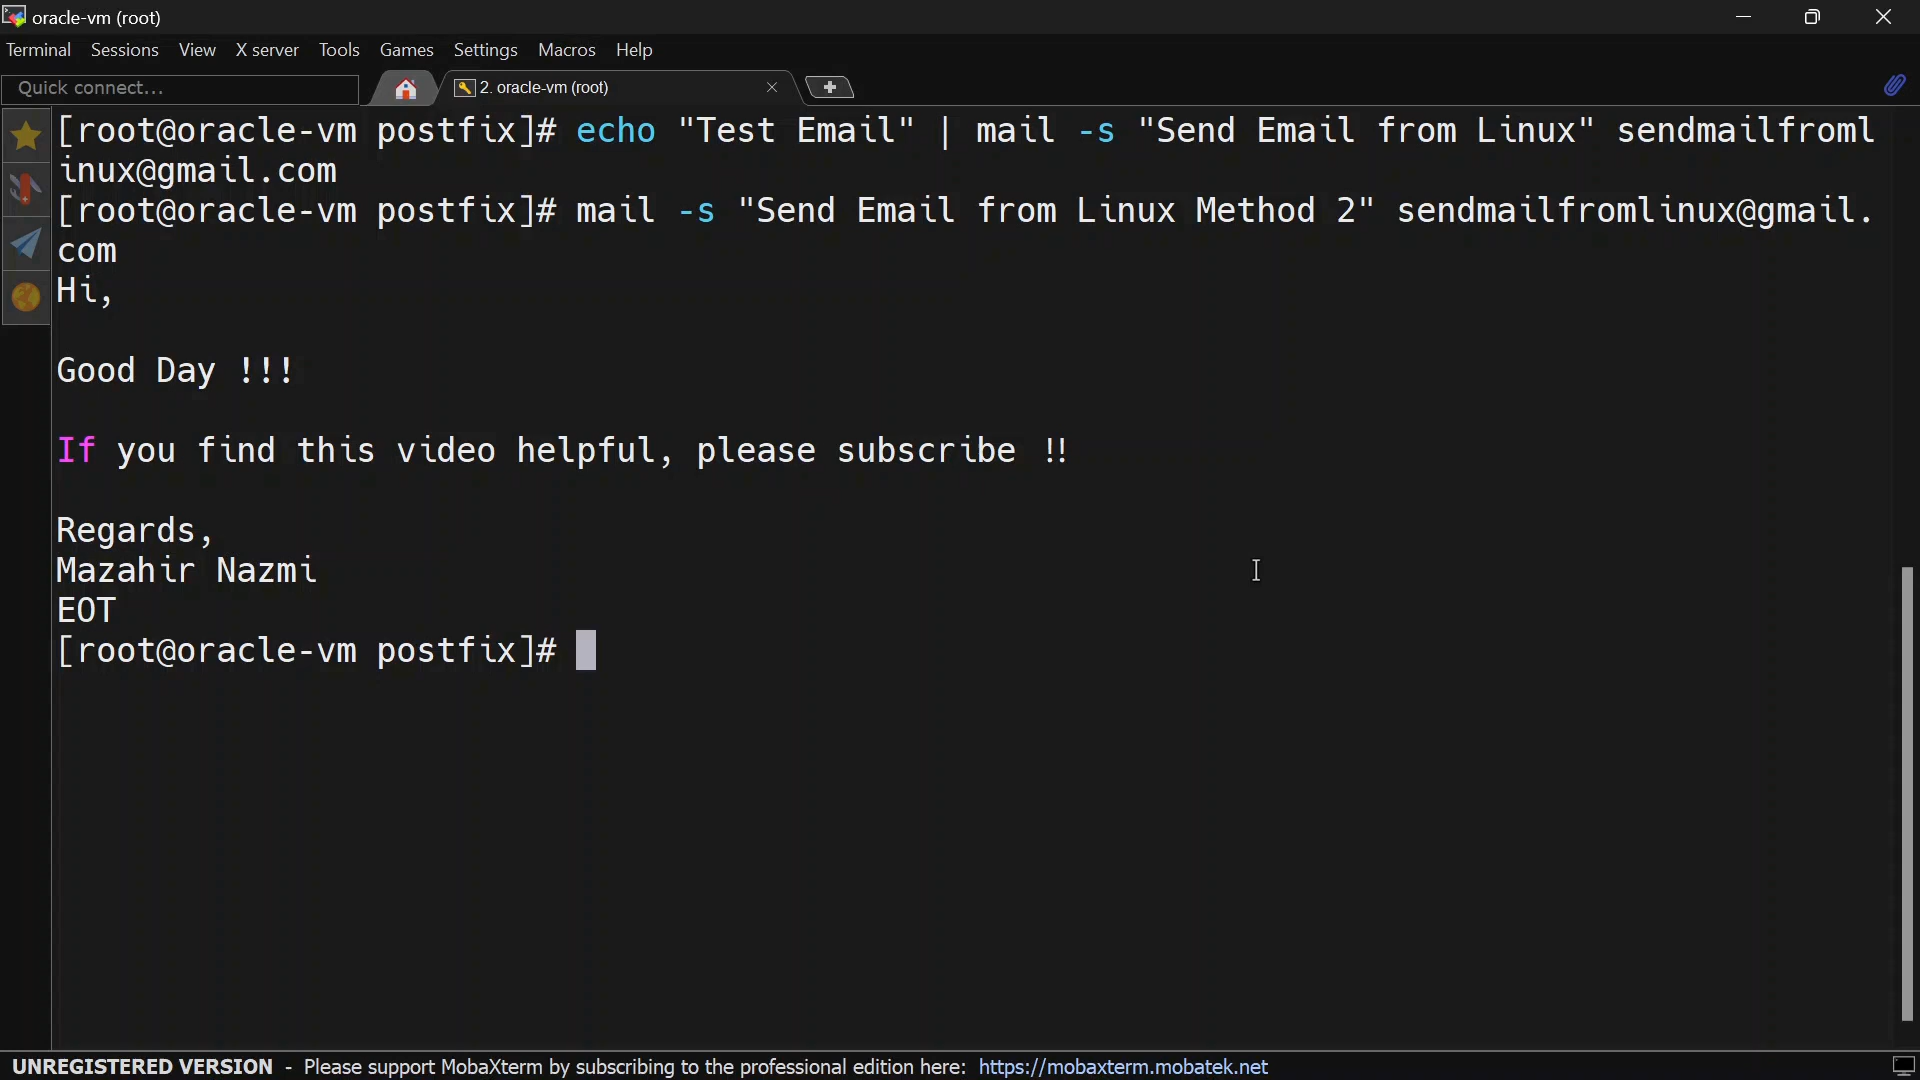 oracle-vm (root)
Terminal Sessions View X server Tools Games Settings Macros Help
Quick connect... 2. oracle-vm (root)
[root@oracle-vm postfix]# echo "Test Email" | mail -s "Send Email from Linux" sendmailfroml
inux@gmail.com
[root@oracle-vm postfix]# mail -s "Send Email from Linux Method 2" sendmailfromlinux@gmail.
com
Hi,
Good Day !!!
If you find this video helpful, please subscribe !!
Regards,
Mazahir Nazmi
EOT
[root@oracle-vm postfix]#
UNREGISTERED VERSION - Please support MobaXterm by subscribing to the professional edition here: https://mobaxterm.mobatek.net